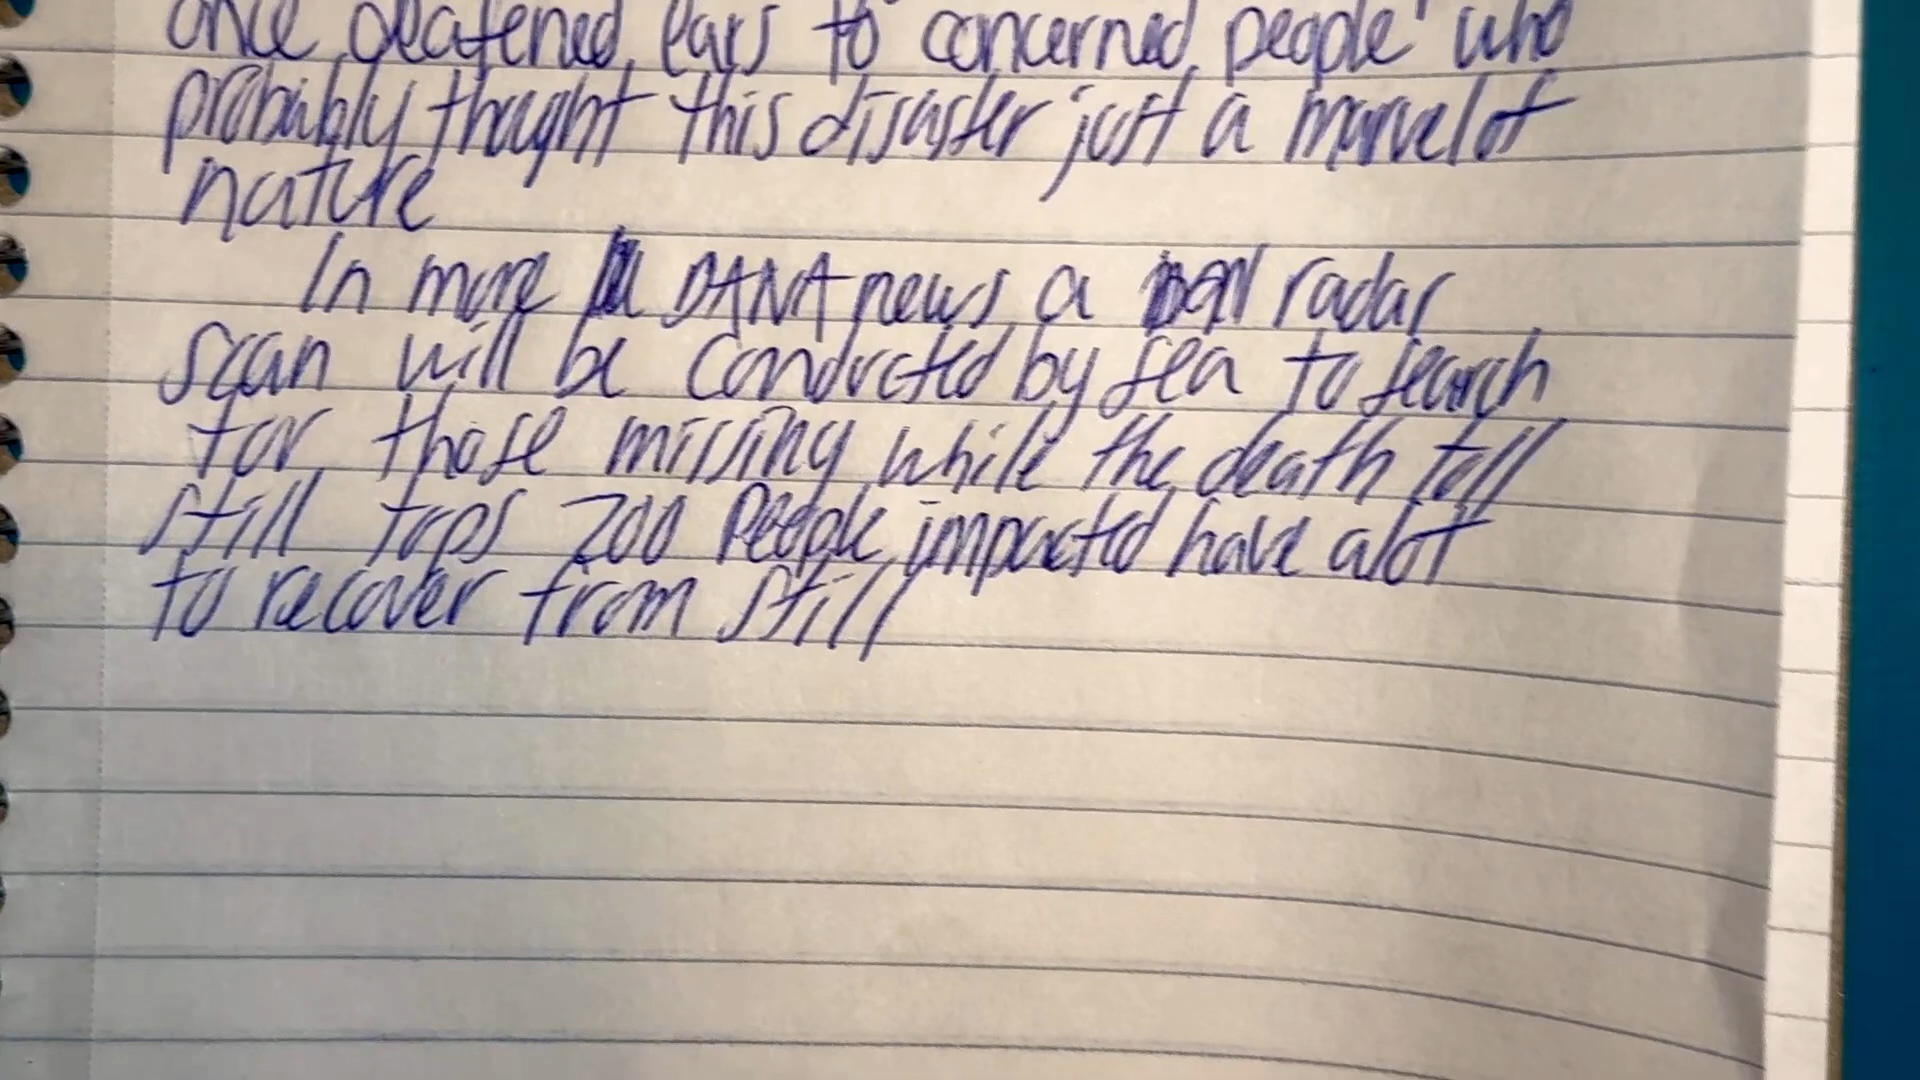 once deafened ears to concerned people who
probably thought this disaster just a marvel of
nature
In more DANA news a radar
scan will be conducted by sea to search
for those missing while the death toll
still tops 200 People impacted have alot
to recover from still